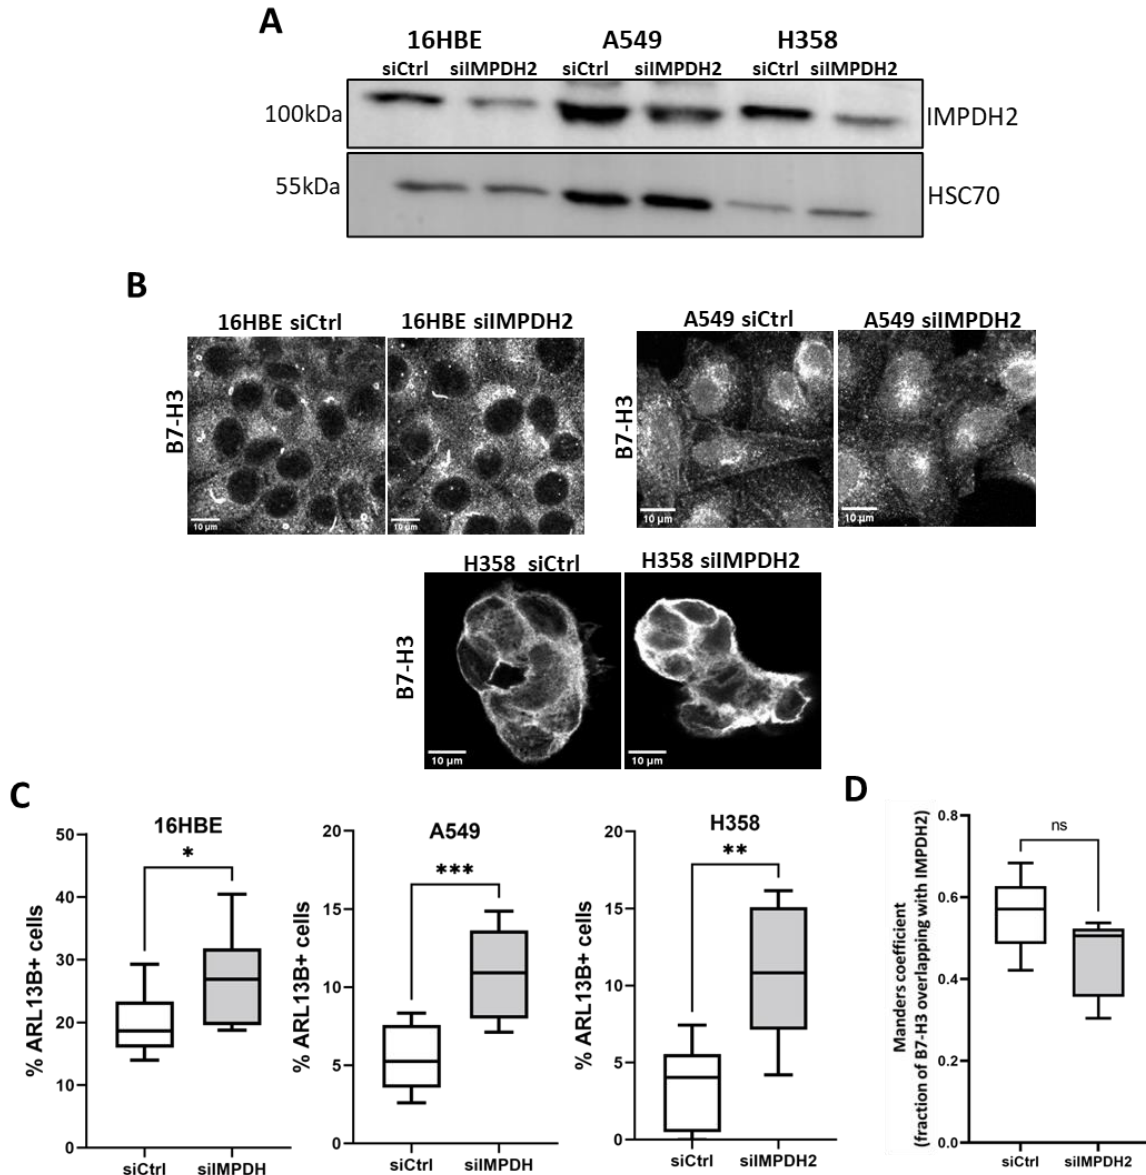 A
16HBE A549 H358
siCtrl siIMPDH2 siCtrl siIMPDH2 siCtrl siIMPDH2
100kDa IMPDH2
55kDa HSC70
B
16HBE siCtrl 16HBE siIMPDH2 A549 siCtrl A549 siIMPDH2
B7-H3 B7-H3
10 µm 10 µm 10 µm 10 µm
H358 siCtrl H358 siIMPDH2
B7-H3
10 µm 10 µm
C
16HBE
% ARL13B+ cells
50
40
30
20
10
0
*
siCtrl siIMPDH
A549
% ARL13B+ cells
20
15
10
5
0
***
siCtrl siIMPDH
H358
% ARL13B+ cells
20
15
10
5
0
**
siCtrl siIMPDH2
D
Manders coefficient
(fraction of B7-H3 overlapping with IMPDH2)
0.8
0.6
0.4
0.2
0.0
ns
siCtrl siIMPDH2